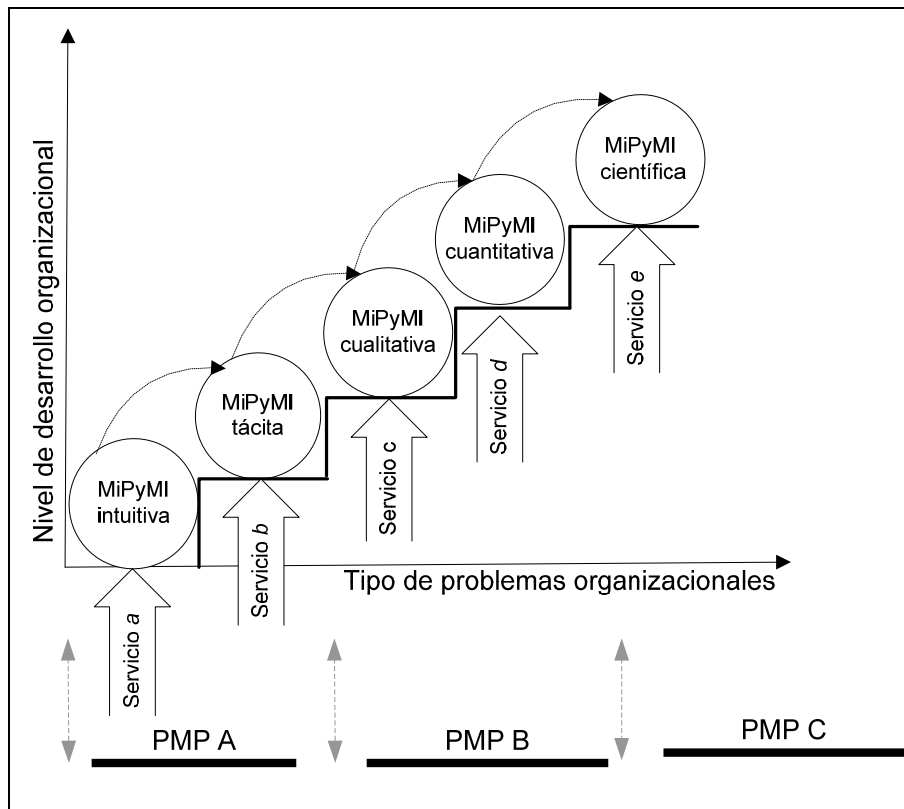 Nivel de desarrollo organizacional
MiPyMI
científica
MiPyMI
cuantitativa
MiPyMI
cualitativa
MiPyMI
tácita
MiPyMI
intuitiva
Servicio a
Servicio b
Servicio c
Servicio d
Servicio e
Tipo de problemas organizacionales
PMP A
PMP B
PMP C